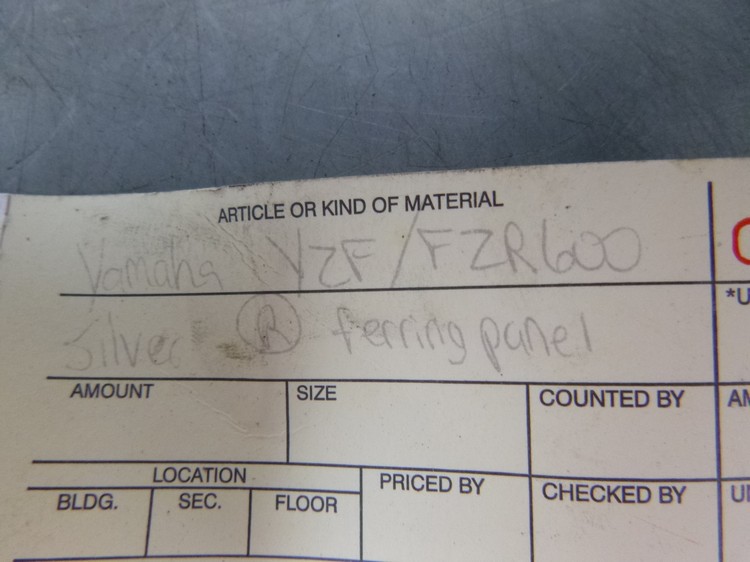 ARTICLE OR KIND OF MATERIAL
Yamaha YZF/FZR600
*U
Silver R ferring panel
AMOUNT SIZE COUNTED BY AM
LOCATION PRICED BY
BLDG. SEC. FLOOR CHECKED BY